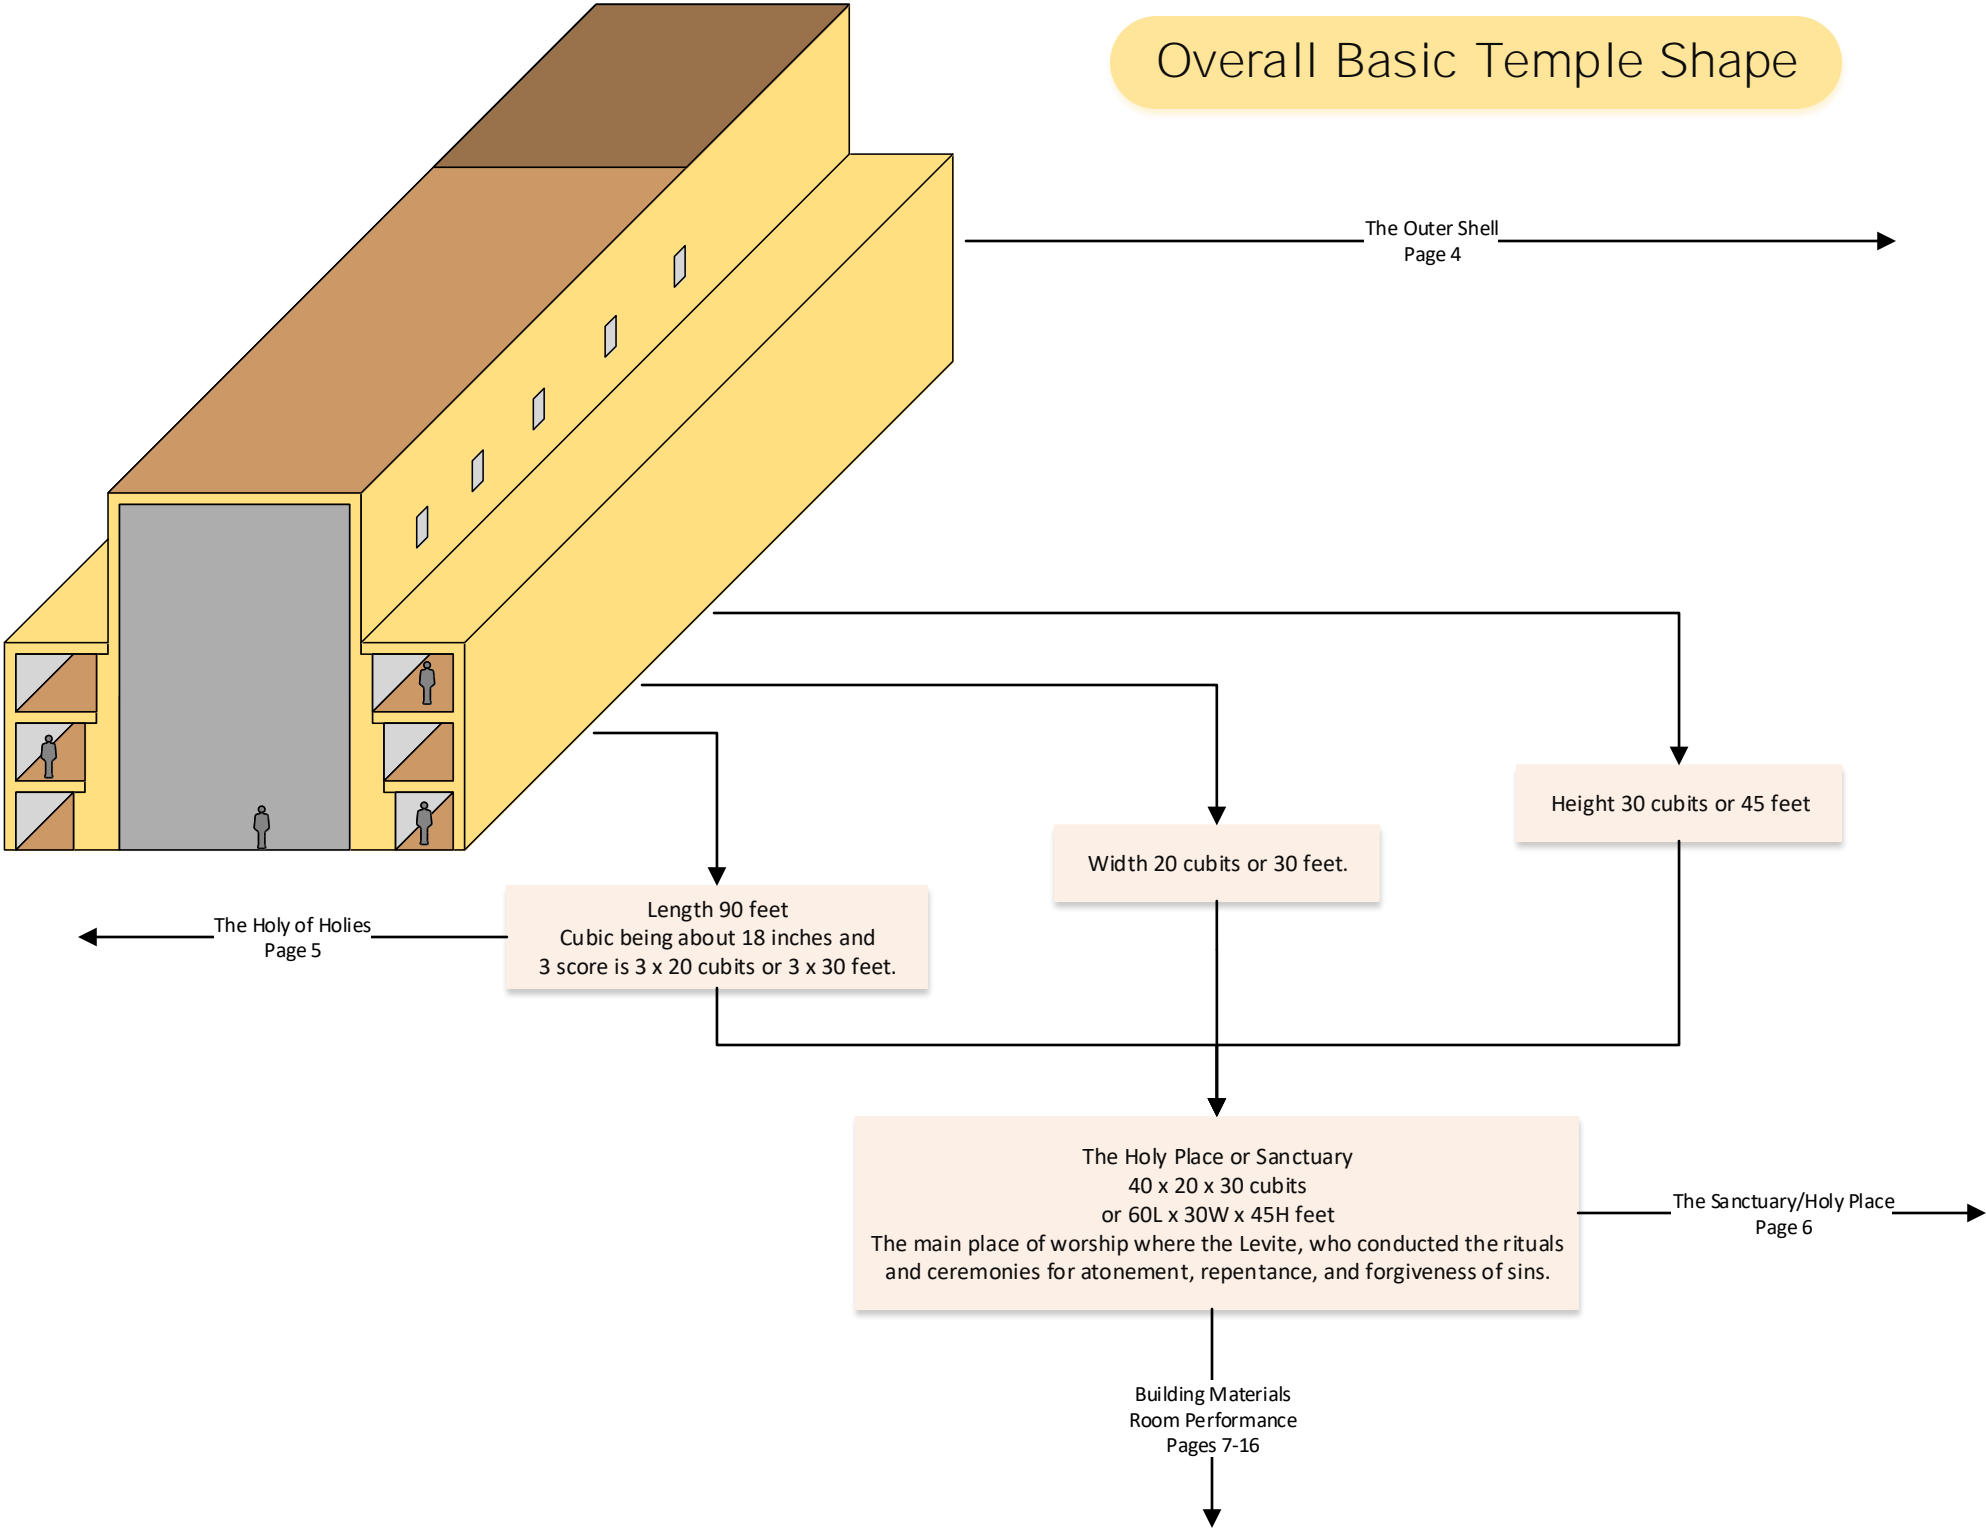 Overall Basic Temple Shape
The Outer Shell
Page 4
Height 30 cubits or 45 feet
Width 20 cubits or 30 feet.
Length 90 feet
Cubic being about 18 inches and
3 score is 3 x 20 cubits or 3 x 30 feet.
The Holy of Holies
Page 5
The Holy Place or Sanctuary
40 x 20 x 30 cubits
or 60L x 30W x 45H feet
The main place of worship where the Levite, who conducted the rituals
and ceremonies for atonement, repentance, and forgiveness of sins.
The Sanctuary/Holy Place
Page 6
Building Materials
Room Performance
Pages 7-16